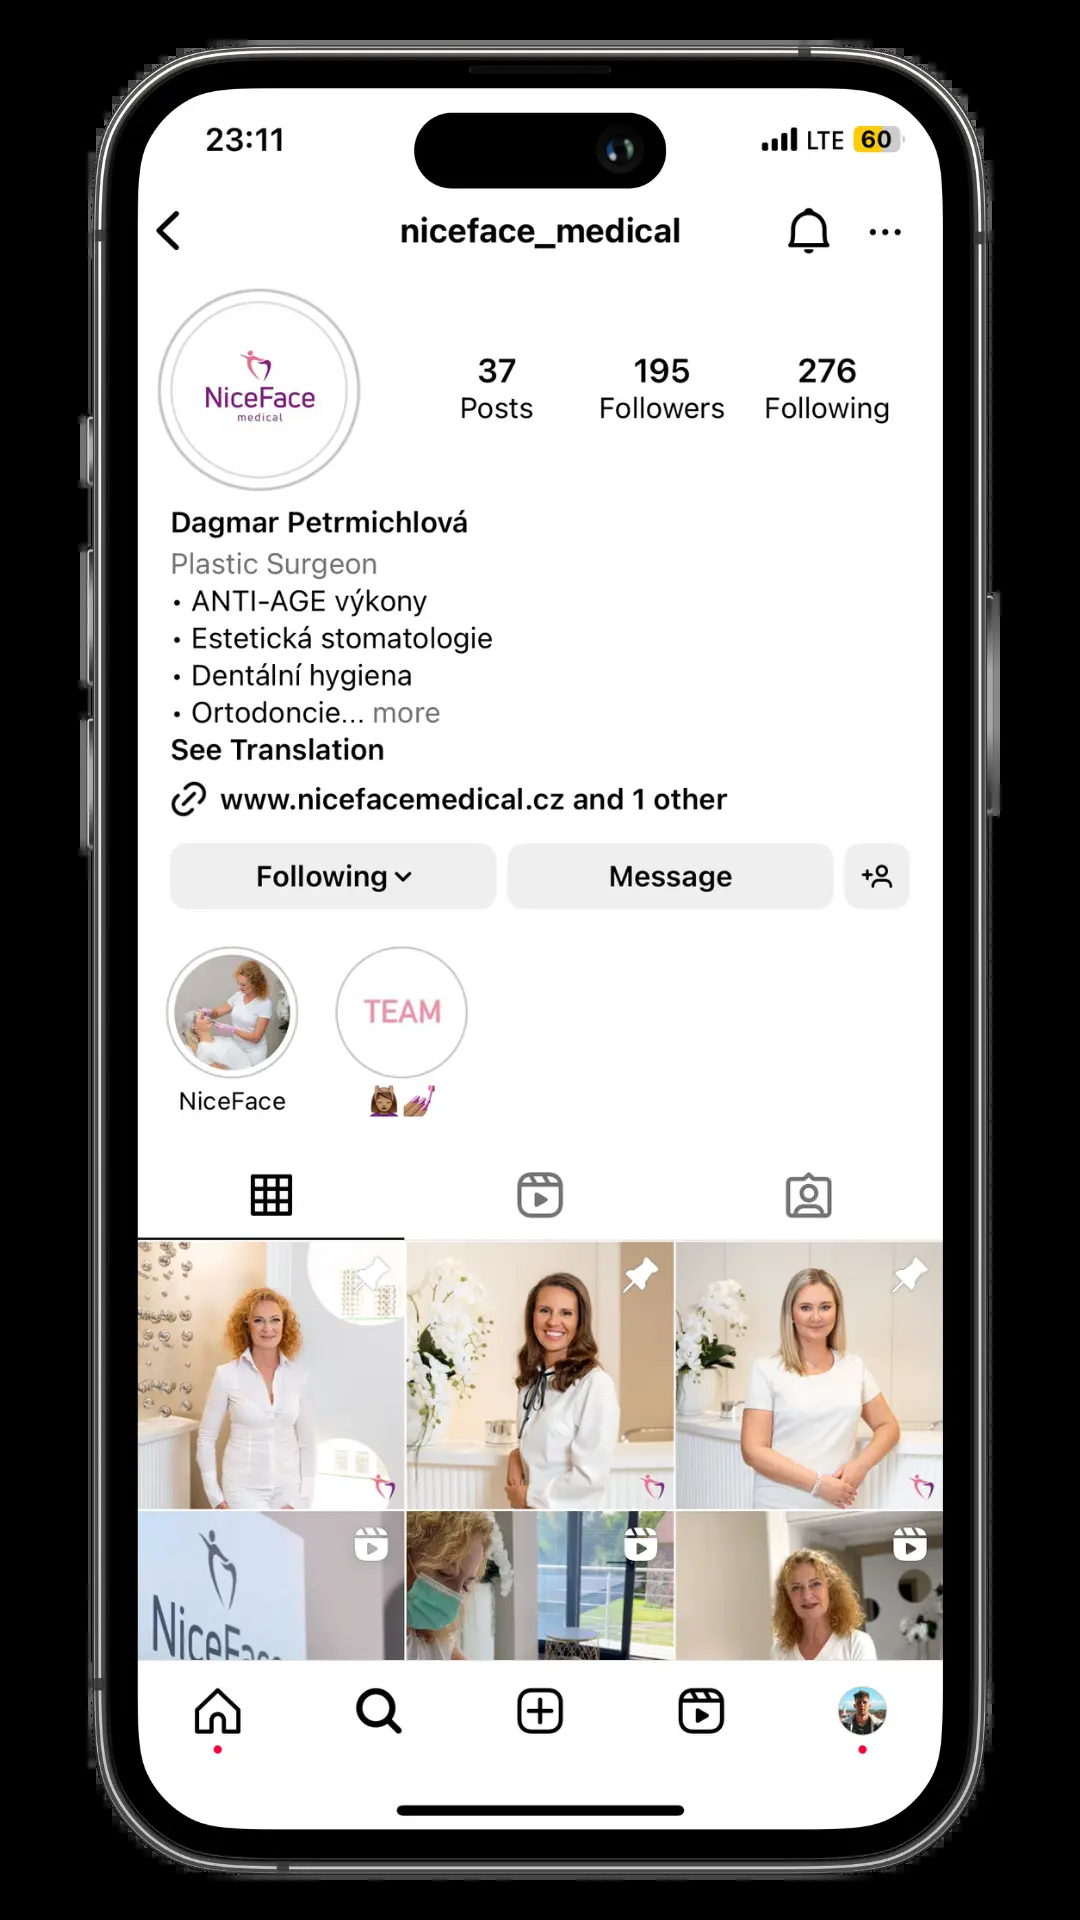 23:11
LTE 60
niceface_medical
NiceFace
medical
37
Posts
195
Followers
276
Following
Dagmar Petrmichlová
Plastic Surgeon
• ANTI-AGE výkony
• Estetická stomatologie
• Dentální hygiena
• Ortodoncie... more
See Translation
www.nicefacemedical.cz and 1 other
Following
Message
NiceFace
TEAM
💆🏽‍♀️💅🏽
NiceFace